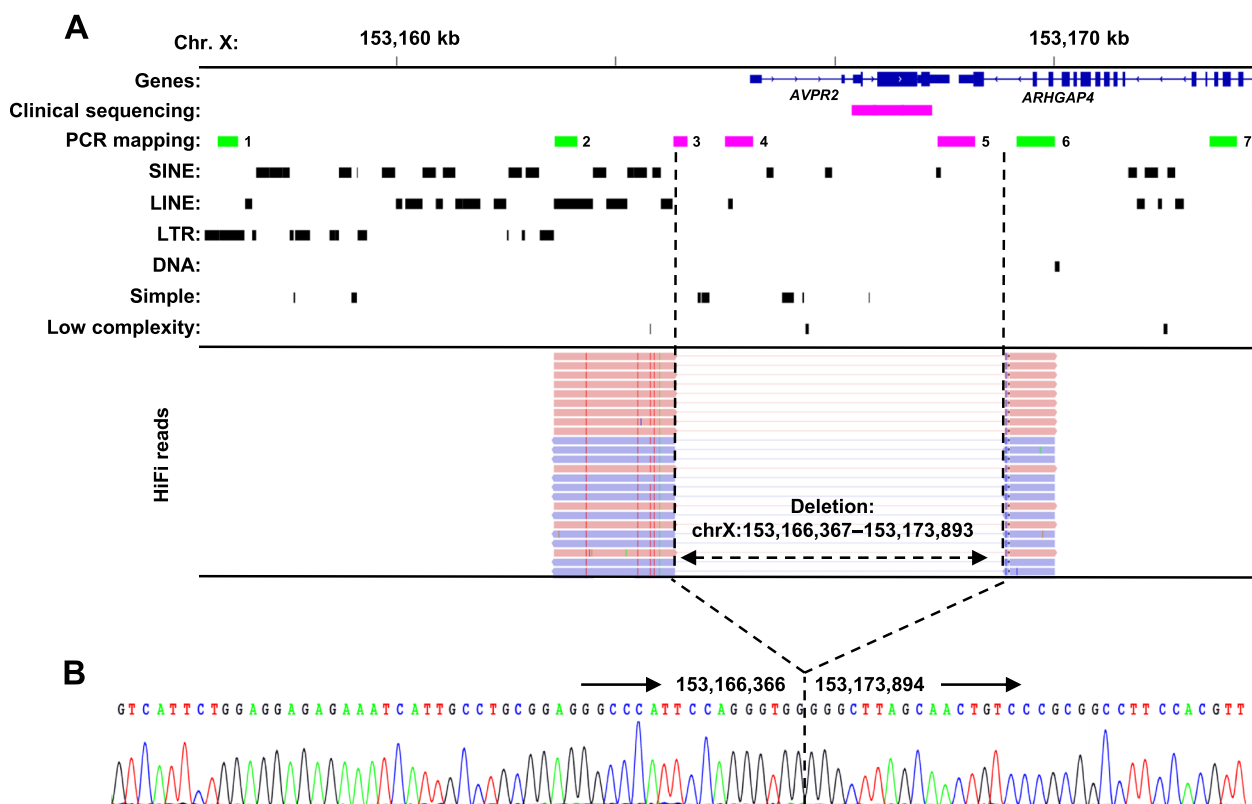 A
Chr. X:
153,160 kb
153,170 kb
Genes:
AVPR2
ARHGAP4
Clinical sequencing:
PCR mapping:
1
2
3
4
5
6
7
SINE:
LINE:
LTR:
DNA:
Simple:
Low complexity:
HiFi reads
Deletion:
chrX:153,166,367–153,173,893
B
153,166,366
153,173,894
GTCATTCTGGAGGAGAGAAATCATTGCCTGCGGAGGGCCCATTCCAGGGTGGGGGCTTAGCAACTGTCCCGCGGCCTTCCACGTT